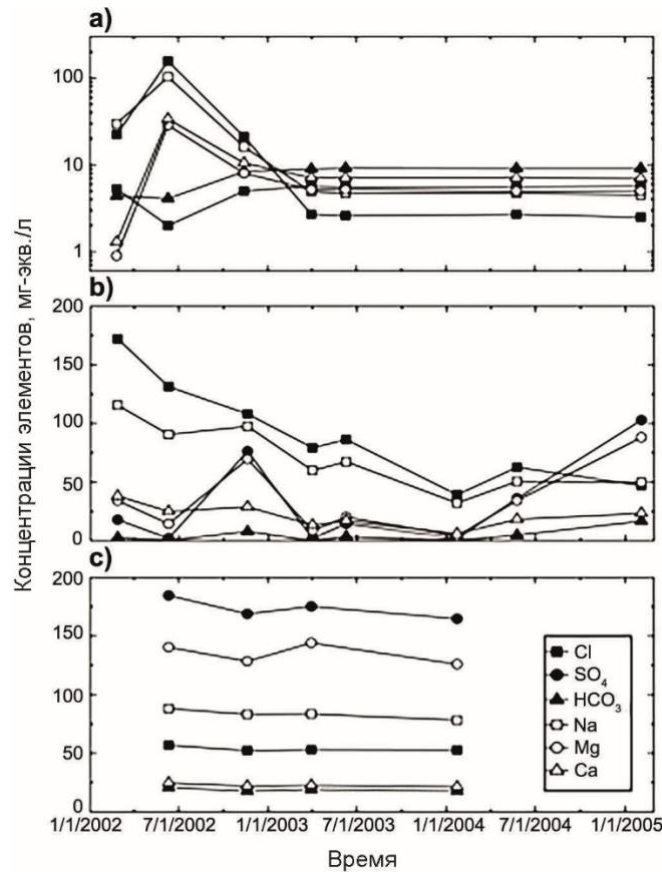 a)
100
10
1
b)
200
150
100
50
0
c)
200
150
100
50
0
Cl
SO₄
HCO₃
Na
Mg
Ca
1/1/2002 7/1/2002 1/1/2003 7/1/2003 1/1/2004 7/1/2004 1/1/2005
Время
Концентрации элементов, мг-экв./л